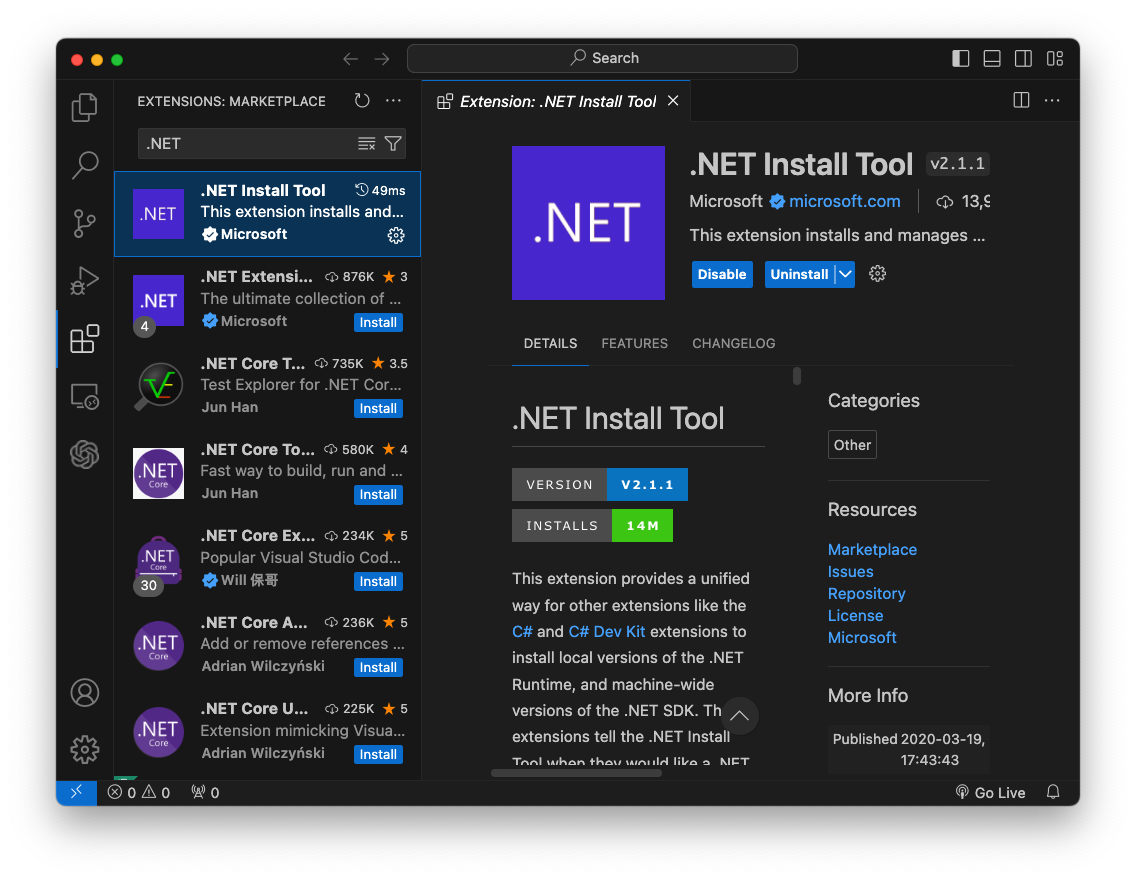 Search
EXTENSIONS: MARKETPLACE
.NET
.NET
.NET Install Tool
49ms
This extension installs and...
Microsoft
.NET
4
.NET Extensi...
876K
3
The ultimate collection of ...
Microsoft
Install
.NET Core T...
735K
3.5
Test Explorer for .NET Cor...
Jun Han
Install
.NET
Core
.NET Core To...
580K
4
Fast way to build, run and ...
Jun Han
Install
.NET
Core
30
.NET Core Ex...
234K
5
Popular Visual Studio Cod...
Will 保哥
Install
.NET
Core
.NET Core A...
236K
5
Add or remove references ...
Adrian Wilczyński
Install
.NET
Core
.NET Core U...
225K
5
Extension mimicking Visua...
Adrian Wilczyński
Install
Extension: .NET Install Tool
.NET
.NET Install Tool
v2.1.1
Microsoft
microsoft.com
13,9
This extension installs and manages ...
Disable
Uninstall
DETAILS
FEATURES
CHANGELOG
.NET Install Tool
VERSION V2.1.1
INSTALLS 14M
This extension provides a unified
way for other extensions like the
C# and C# Dev Kit extensions to
install local versions of the .NET
Runtime, and machine-wide
versions of the .NET SDK. Th
extensions tell the .NET Install
Tool when they would like a .NET
Categories
Other
Resources
Marketplace
Issues
Repository
License
Microsoft
More Info
Published 2020-03-19,
17:43:43
0
0
0
Go Live